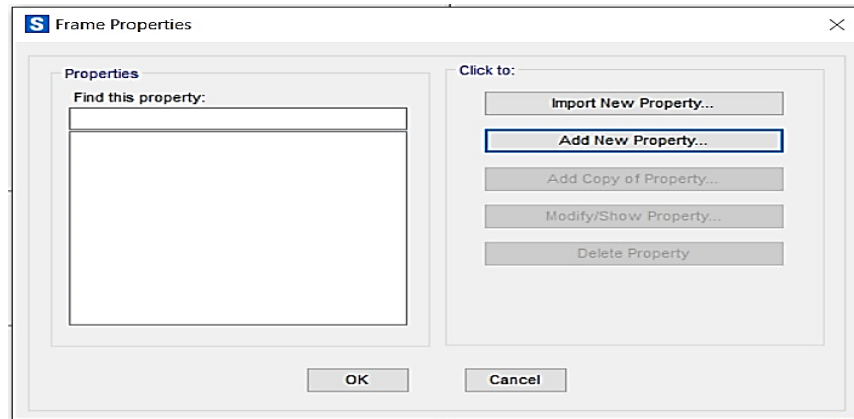 S Frame Properties
Properties
Find this property:
Click to:
Import New Property...
Add New Property...
Add Copy of Property...
Modify/Show Property...
Delete Property
OK
Cancel